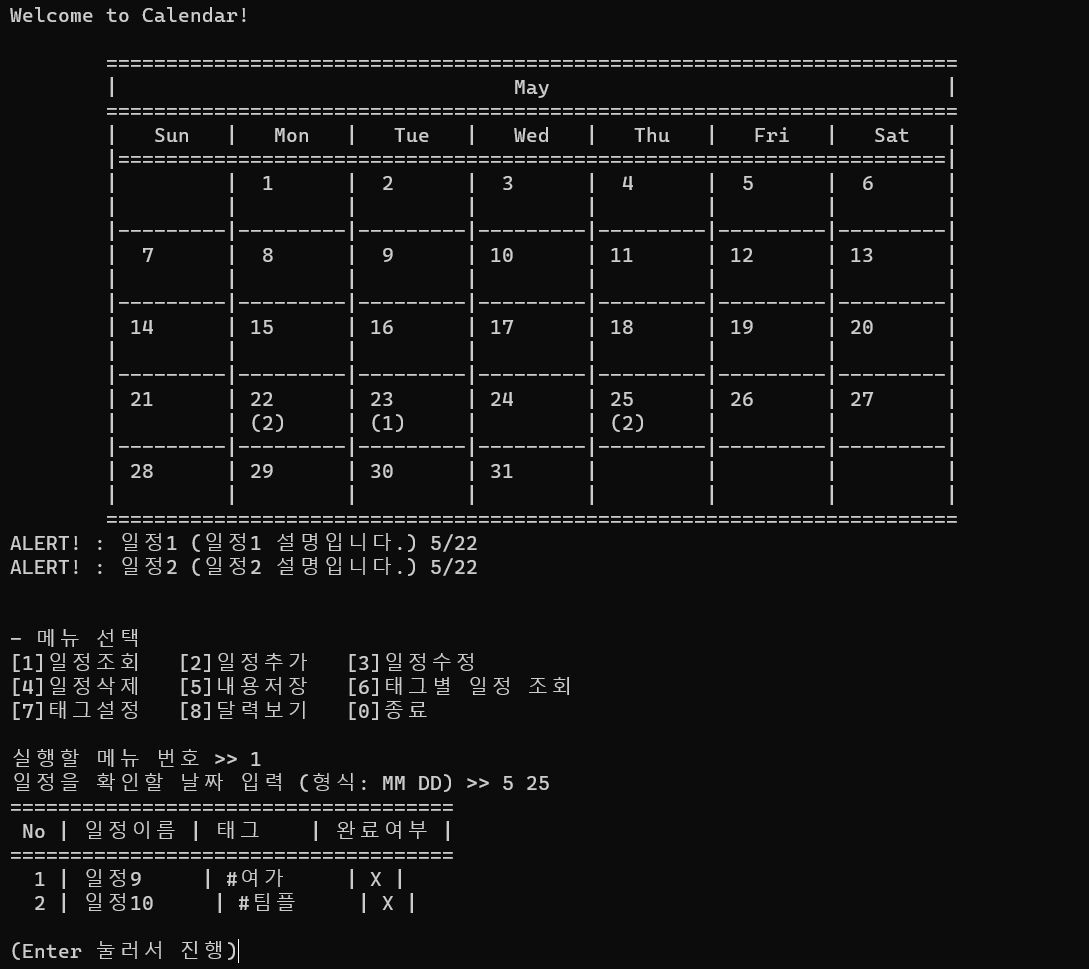 Welcome to Calendar!
=======================================================================
|                                 May                                  |
=======================================================================
|   Sun   |   Mon   |   Tue   |   Wed   |   Thu   |   Fri   |   Sat   |
|=====================================================================|
|         |  1      |  2      |  3      |  4      |  5      |  6      |
|         |         |         |         |         |         |         |
|---------|---------|---------|---------|---------|---------|---------|
|  7      |  8      |  9      | 10      | 11      | 12      | 13      |
|         |         |         |         |         |         |         |
|---------|---------|---------|---------|---------|---------|---------|
| 14      | 15      | 16      | 17      | 18      | 19      | 20      |
|         |         |         |         |         |         |         |
|---------|---------|---------|---------|---------|---------|---------|
| 21      | 22      | 23      | 24      | 25      | 26      | 27      |
|         | (2)     | (1)     |         | (2)     |         |         |
|---------|---------|---------|---------|---------|---------|---------|
| 28      | 29      | 30      | 31      |         |         |         |
|         |         |         |         |         |         |         |
=======================================================================
ALERT! : 일정1 (일정1 설명입니다.) 5/22
ALERT! : 일정2 (일정2 설명입니다.) 5/22
- 메뉴 선택
[1]일정조회   [2]일정추가   [3]일정수정
[4]일정삭제   [5]내용저장   [6]태그별 일정 조회
[7]태그설정   [8]달력보기   [0]종료
실행할 메뉴 번호 >> 1
일정을 확인할 날짜 입력 (형식: MM DD) >> 5 25
=====================================
 No | 일정이름 | 태그    | 완료여부 |
=====================================
  1 | 일정9     | #여가     | X |
  2 | 일정10     | #팀플     | X |
(Enter 눌러서 진행)